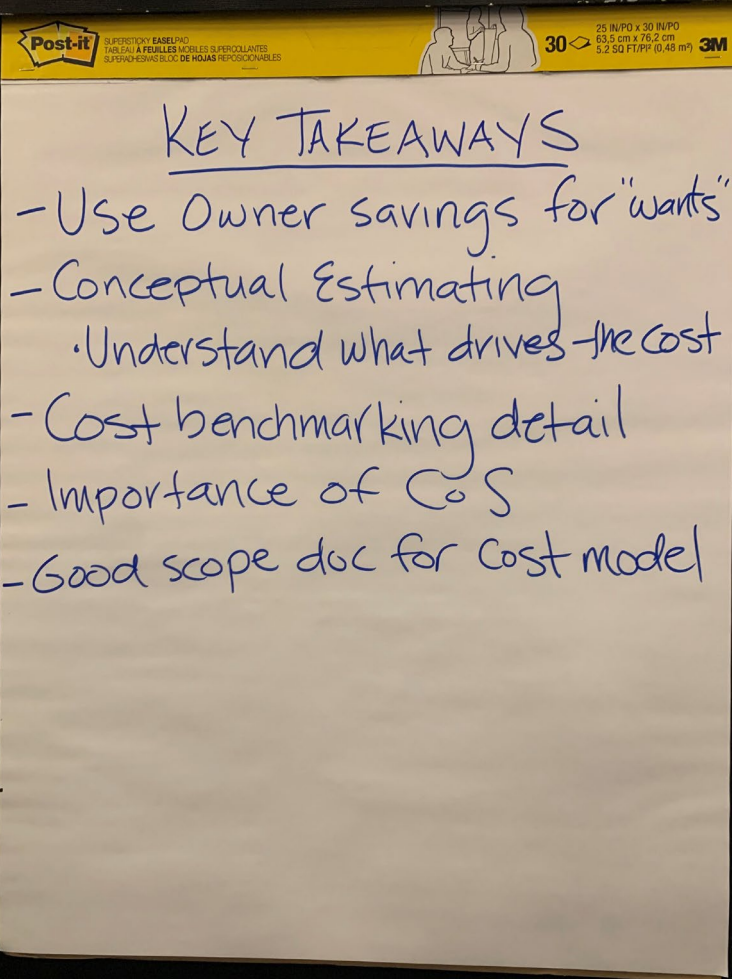 Post-it
SUPERSTICKY EASELPAD
TABLEAU A FEUILLES MOBILES SUPERCOLLANTES
SUPERADHESIVAS BLOC DE HOJAS REPOSICIONABLES
30
25 IN/PO x 30 IN/PO
63,5 cm x 76,2 cm
5.2 SQ FT/PI² (0,48 m²)
3M
KEY TAKEAWAYS
- Use Owner savings for "wants"
- Conceptual Estimating
· Understand what drives the cost
- Cost benchmarking detail
- Importance of CoS
- Good scope doc for Cost model